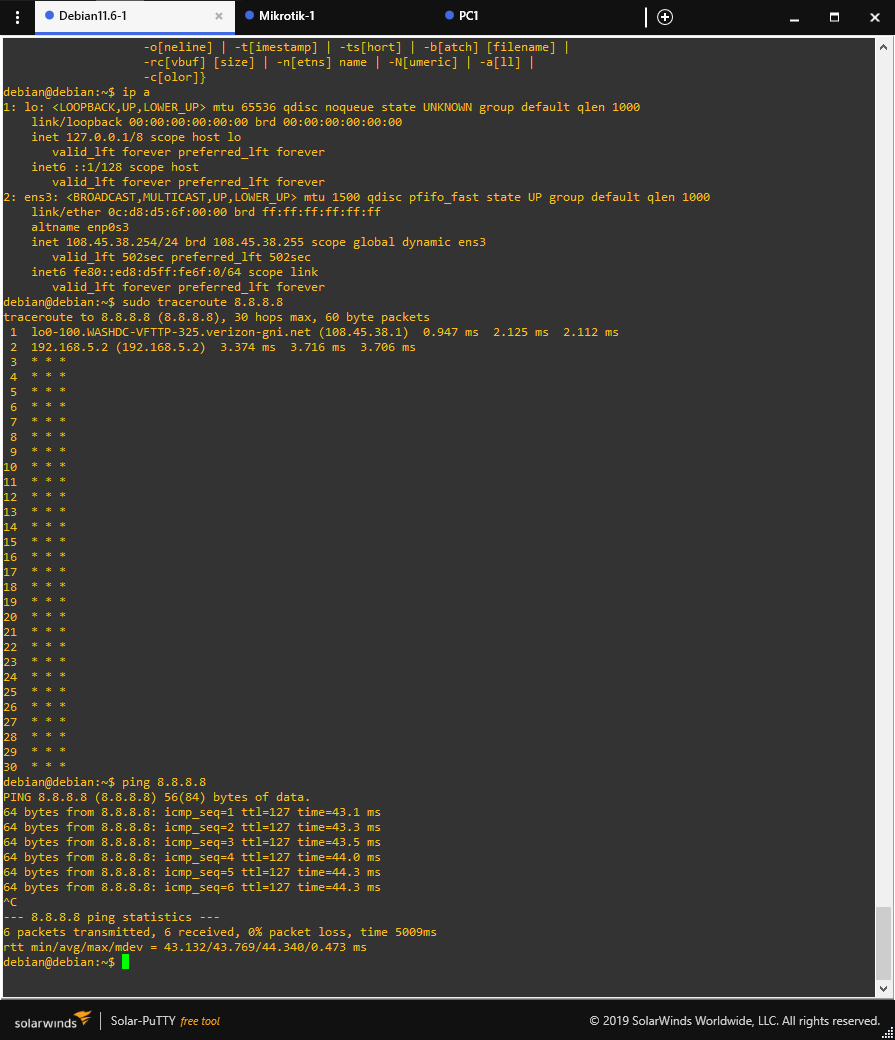 Debian11.6-1
Mikrotik-1
PC1
-o[neline] | -t[imestamp] | -ts[hort] | -b[atch] [filename] |
-rc[vbuf] [size] | -n[etns] name | -N[umeric] | -a[ll] |
-c[olor]}
debian@debian:~$ ip a
1: lo: <LOOPBACK,UP,LOWER_UP> mtu 65536 qdisc noqueue state UNKNOWN group default qlen 1000
link/loopback 00:00:00:00:00:00 brd 00:00:00:00:00:00
inet 127.0.0.1/8 scope host lo
valid_lft forever preferred_lft forever
inet6 ::1/128 scope host
valid_lft forever preferred_lft forever
2: ens3: <BROADCAST,MULTICAST,UP,LOWER_UP> mtu 1500 qdisc pfifo_fast state UP group default qlen 1000
link/ether 0c:d8:d5:6f:00:00 brd ff:ff:ff:ff:ff:ff
altname enp0s3
inet 108.45.38.254/24 brd 108.45.38.255 scope global dynamic ens3
valid_lft 502sec preferred_lft 502sec
inet6 fe80::ed8:d5ff:fe6f:0/64 scope link
valid_lft forever preferred_lft forever
debian@debian:~$ sudo traceroute 8.8.8.8
traceroute to 8.8.8.8 (8.8.8.8), 30 hops max, 60 byte packets
1 lo0-100.WASHDC-VFTTP-325.verizon-gni.net (108.45.38.1) 0.947 ms 2.125 ms 2.112 ms
2 192.168.5.2 (192.168.5.2) 3.374 ms 3.716 ms 3.706 ms
3 * * *
4 * * *
5 * * *
6 * * *
7 * * *
8 * * *
9 * * *
10 * * *
11 * * *
12 * * *
13 * * *
14 * * *
15 * * *
16 * * *
17 * * *
18 * * *
19 * * *
20 * * *
21 * * *
22 * * *
23 * * *
24 * * *
25 * * *
26 * * *
27 * * *
28 * * *
29 * * *
30 * * *
debian@debian:~$ ping 8.8.8.8
PING 8.8.8.8 (8.8.8.8) 56(84) bytes of data.
64 bytes from 8.8.8.8: icmp_seq=1 ttl=127 time=43.1 ms
64 bytes from 8.8.8.8: icmp_seq=2 ttl=127 time=43.3 ms
64 bytes from 8.8.8.8: icmp_seq=3 ttl=127 time=43.5 ms
64 bytes from 8.8.8.8: icmp_seq=4 ttl=127 time=44.0 ms
64 bytes from 8.8.8.8: icmp_seq=5 ttl=127 time=44.3 ms
64 bytes from 8.8.8.8: icmp_seq=6 ttl=127 time=44.3 ms
^C
--- 8.8.8.8 ping statistics ---
6 packets transmitted, 6 received, 0% packet loss, time 5009ms
rtt min/avg/max/mdev = 43.132/43.769/44.340/0.473 ms
debian@debian:~$
solarwinds
Solar-PuTTY free tool
© 2019 SolarWinds Worldwide, LLC. All rights reserved.